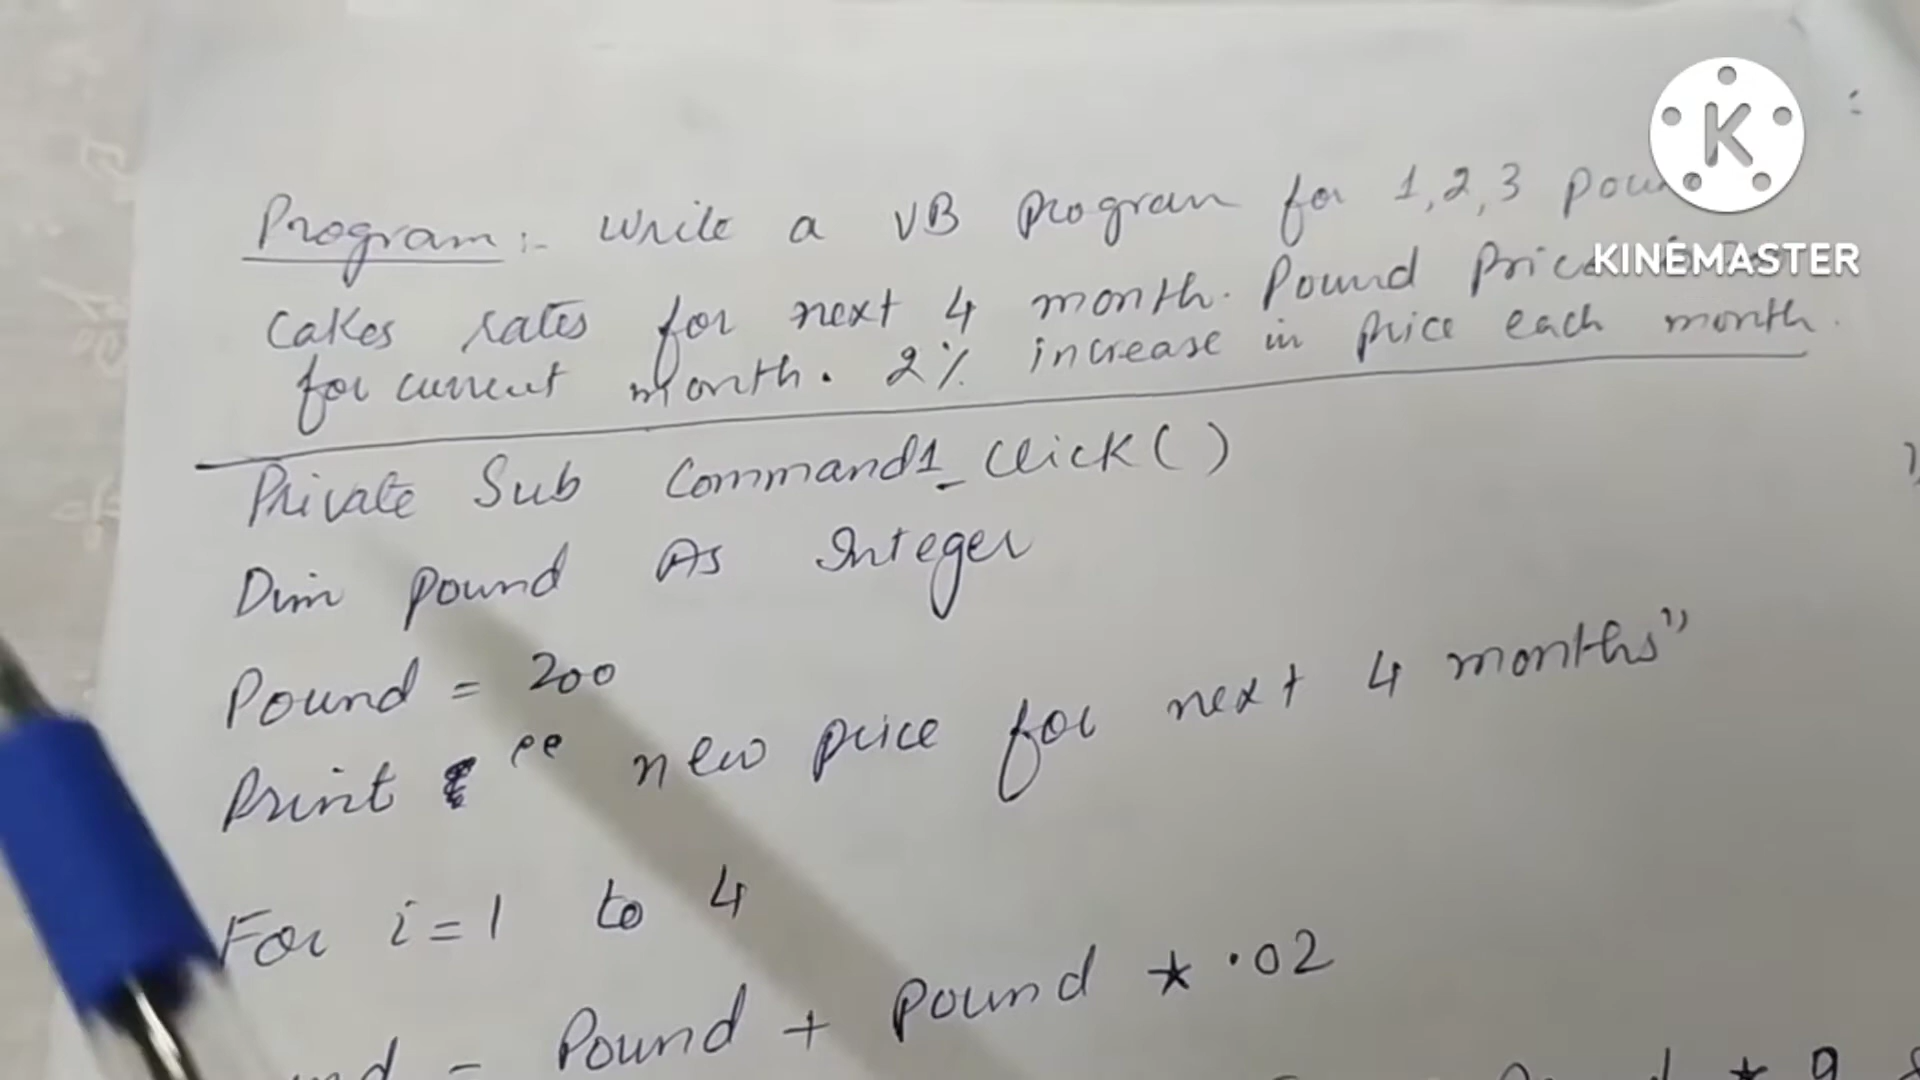 Program:- Write a VB Program for 1,2,3
Cakes rates for next 4 month. Pound Price
for current month. 2% increase in price each month.
Private Sub Command1_Click()
Dim pound As Integer
Pound = 200
Print "new price for next 4 months"
For i=1 to 4
= Pound + pound * .02
K
KINEMASTER